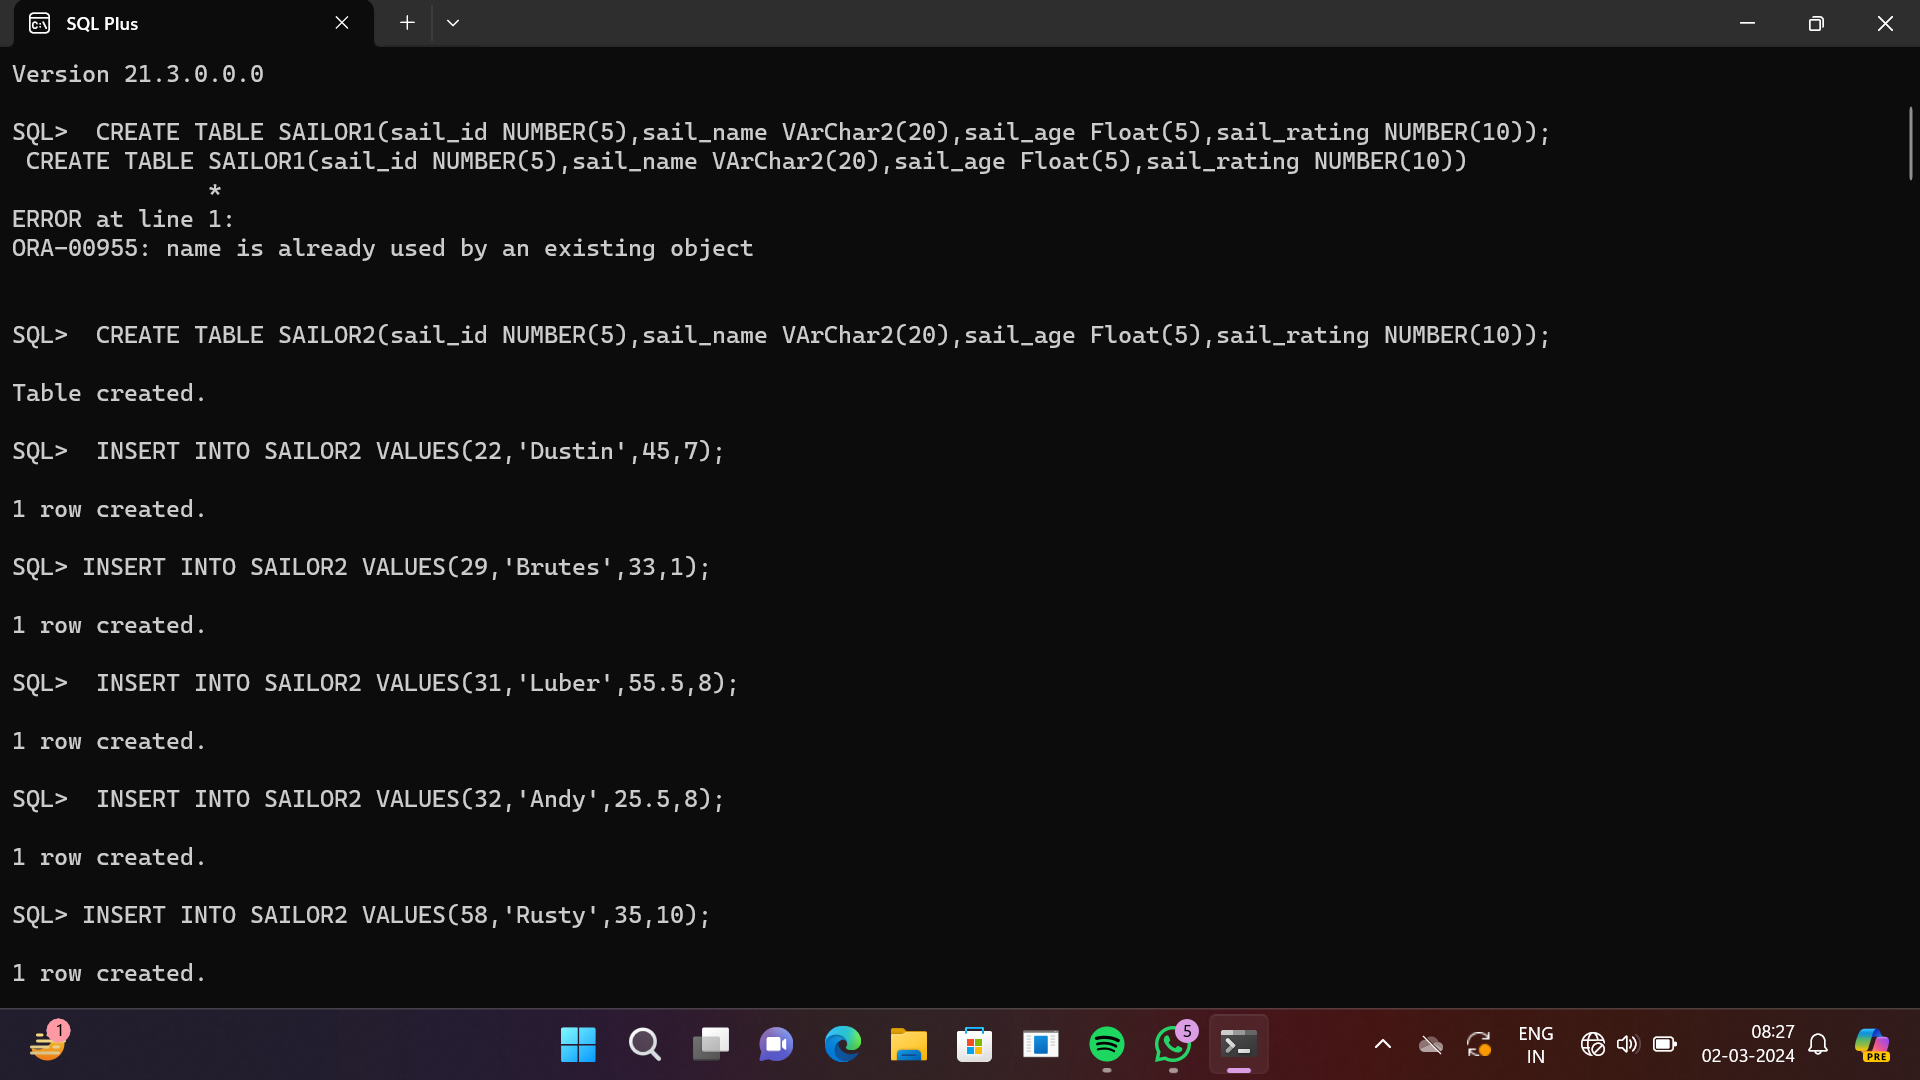 SQL Plus
Version 21.3.0.0.0
SQL>  CREATE TABLE SAILOR1(sail_id NUMBER(5),sail_name VArChar2(20),sail_age Float(5),sail_rating NUMBER(10));
 CREATE TABLE SAILOR1(sail_id NUMBER(5),sail_name VArChar2(20),sail_age Float(5),sail_rating NUMBER(10))
              *
ERROR at line 1:
ORA-00955: name is already used by an existing object
SQL>  CREATE TABLE SAILOR2(sail_id NUMBER(5),sail_name VArChar2(20),sail_age Float(5),sail_rating NUMBER(10));
Table created.
SQL>  INSERT INTO SAILOR2 VALUES(22,'Dustin',45,7);
1 row created.
SQL> INSERT INTO SAILOR2 VALUES(29,'Brutes',33,1);
1 row created.
SQL>  INSERT INTO SAILOR2 VALUES(31,'Luber',55.5,8);
1 row created.
SQL>  INSERT INTO SAILOR2 VALUES(32,'Andy',25.5,8);
1 row created.
SQL> INSERT INTO SAILOR2 VALUES(58,'Rusty',35,10);
1 row created.
1
5
ENG
IN
08:27
02-03-2024
PRE